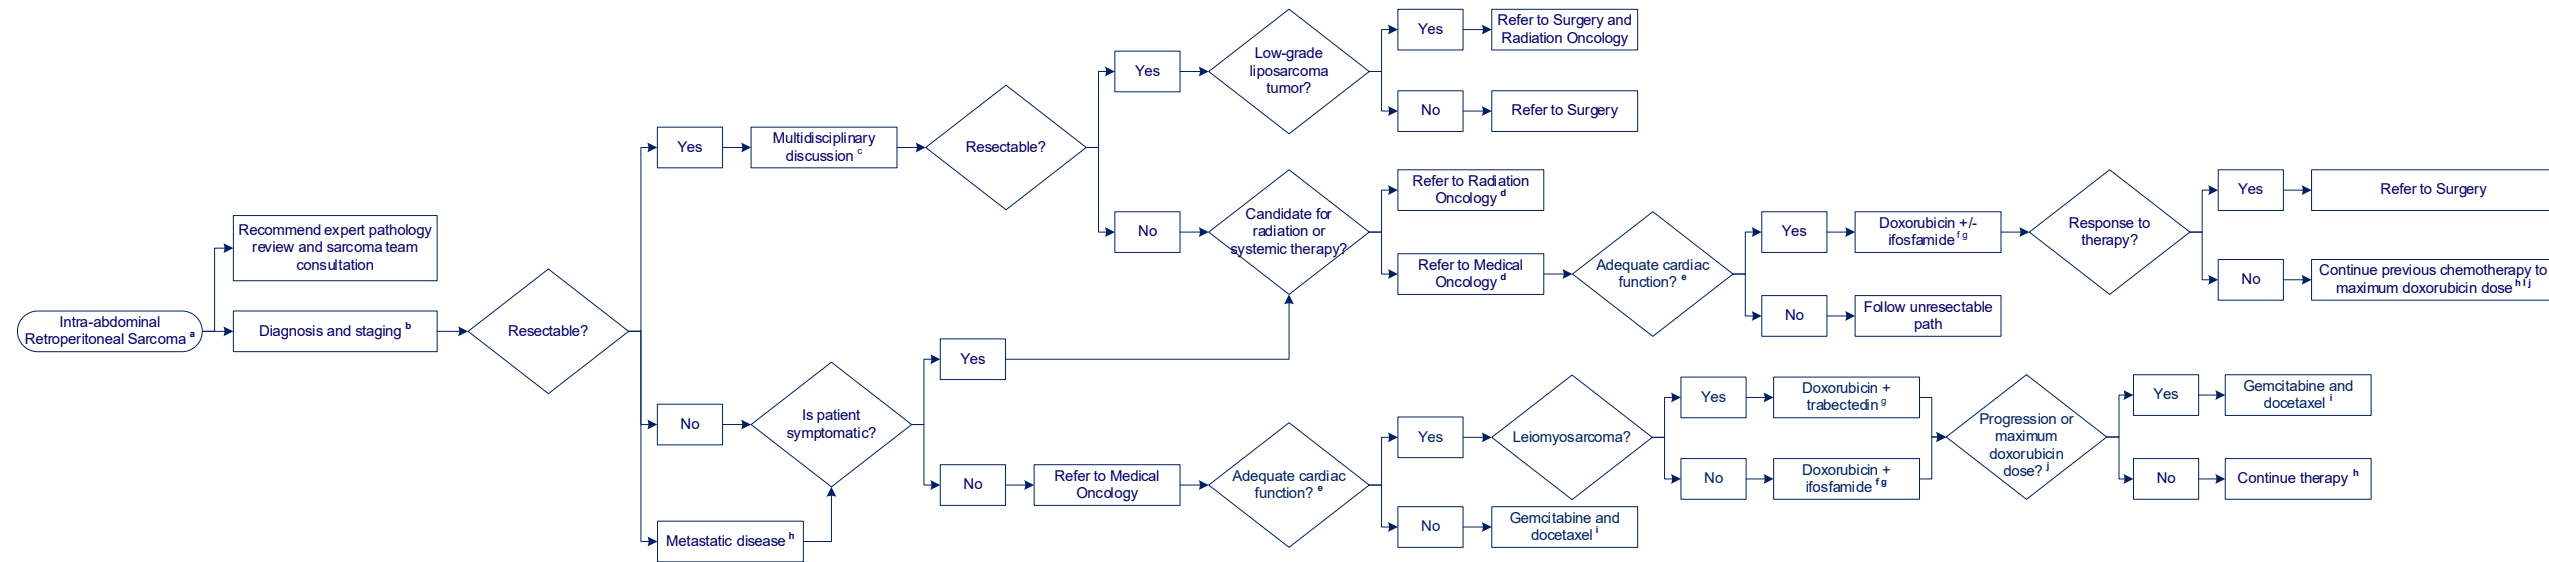 Intra-abdominal
Retroperitoneal Sarcoma a
Recommend expert pathology
review and sarcoma team
consultation
Diagnosis and staging b
Resectable?
Yes
Multidisciplinary
discussion c
Resectable?
Yes
Low-grade
liposarcoma
tumor?
Yes
Refer to Surgery and
Radiation Oncology
No
Refer to Surgery
No
Candidate for
radiation or
systemic therapy?
Refer to Radiation
Oncology d
Refer to Medical
Oncology d
Adequate cardiac
function? e
Yes
Doxorubicin +/-
ifosfamide f g
Response to
therapy?
Yes
Refer to Surgery
No
Continue previous chemotherapy to
maximum doxorubicin dose h i j
No
Follow unresectable
path
No
Is patient
symptomatic?
Yes
No
Refer to Medical
Oncology
Adequate cardiac
function? e
Yes
Leiomyosarcoma?
Yes
Doxorubicin +
trabectedin g
No
Doxorubicin +
ifosfamide f g
Progression or
maximum
doxorubicin
dose? j
Yes
Gemcitabine and
docetaxel i
No
Continue therapy h
No
Gemcitabine and
docetaxel i
Metastatic disease h